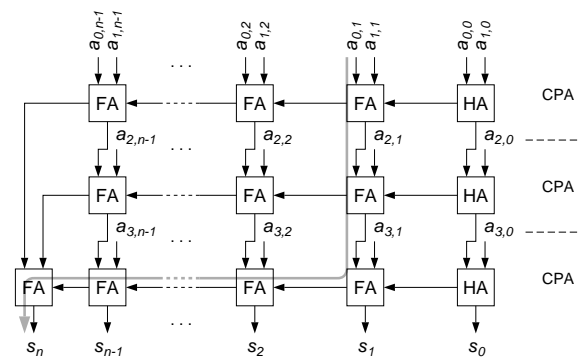 a0,n-1 a1,n-1 . . . a0,2 a1,2 a0,1 a1,1 a0,0 a1,0
FA FA FA HA CPA
a2,n-1 . . . a2,2 a2,1 a2,0
FA FA FA HA CPA
a3,n-1 . . . a3,2 a3,1 a3,0
FA FA FA FA HA CPA
sn sn-1 . . . s2 s1 s0